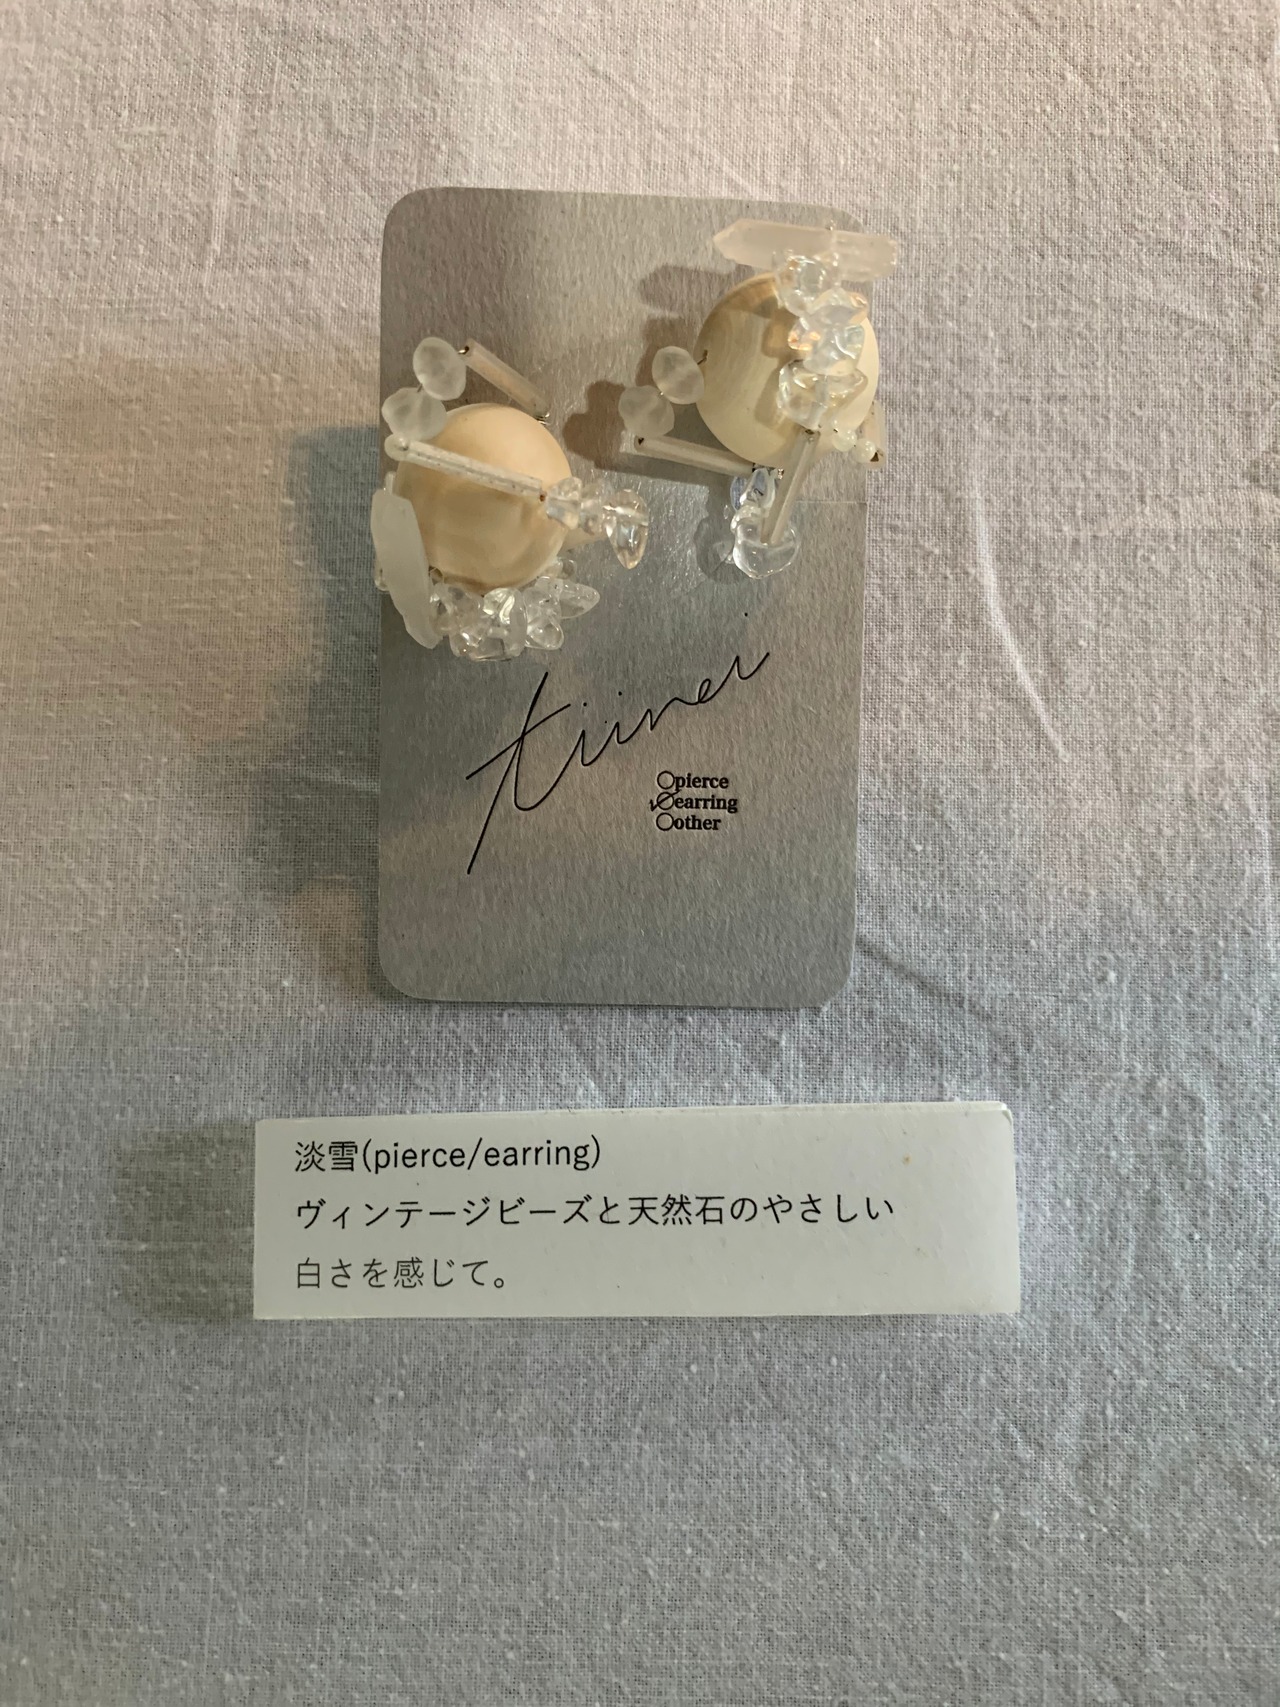 tiiner
pierce
earring
other
淡雪(pierce/earring)
ヴィンテージビーズと天然石のやさしい
白さを感じて。